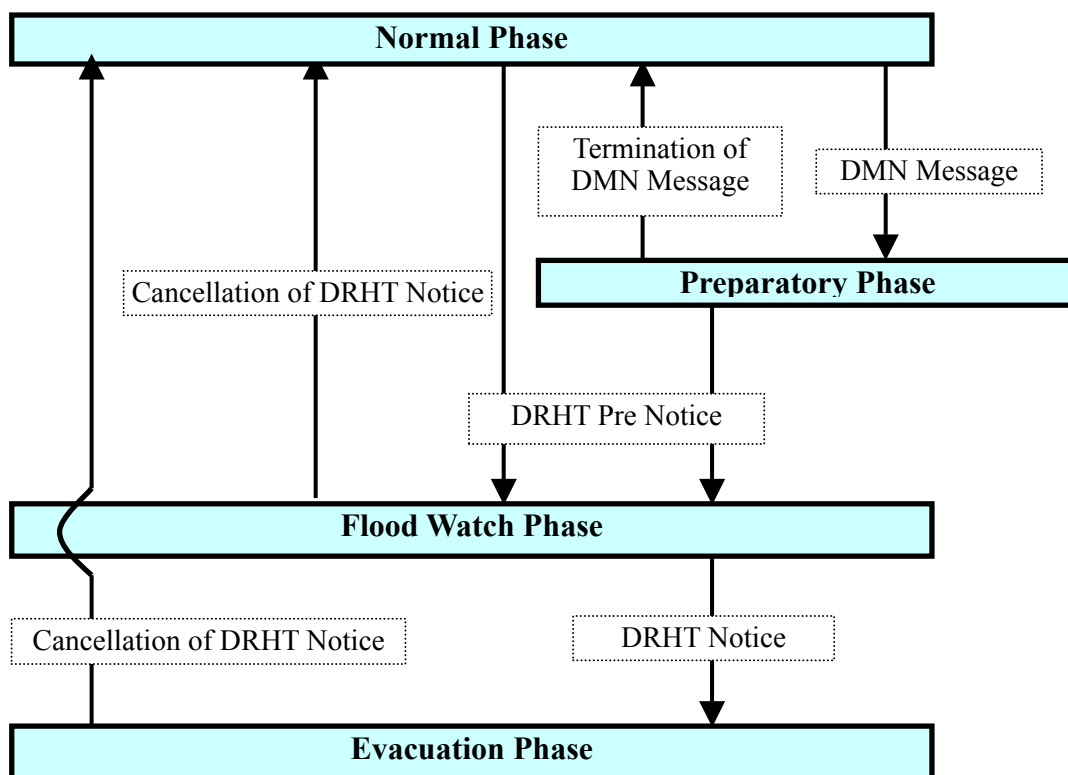 Normal Phase
Termination of
DMN Message
DMN Message
Cancellation of DRHT Notice
Preparatory Phase
DRHT Pre Notice
Flood Watch Phase
Cancellation of DRHT Notice
DRHT Notice
Evacuation Phase